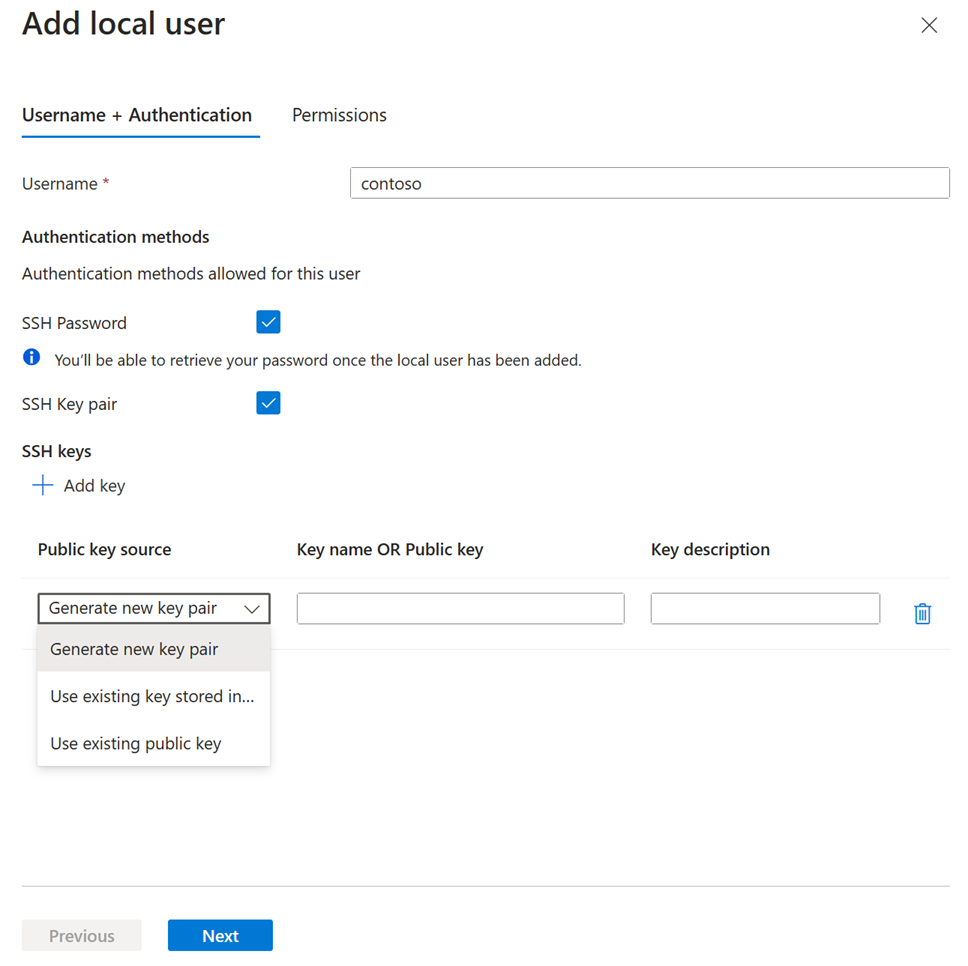 Add local user
Username + Authentication Permissions
Username * contoso
Authentication methods
Authentication methods allowed for this user
SSH Password
You'll be able to retrieve your password once the local user has been added.
SSH Key pair
SSH keys
Add key
Public key source Key name OR Public key Key description
Generate new key pair
Generate new key pair
Use existing key stored in...
Use existing public key
Previous Next